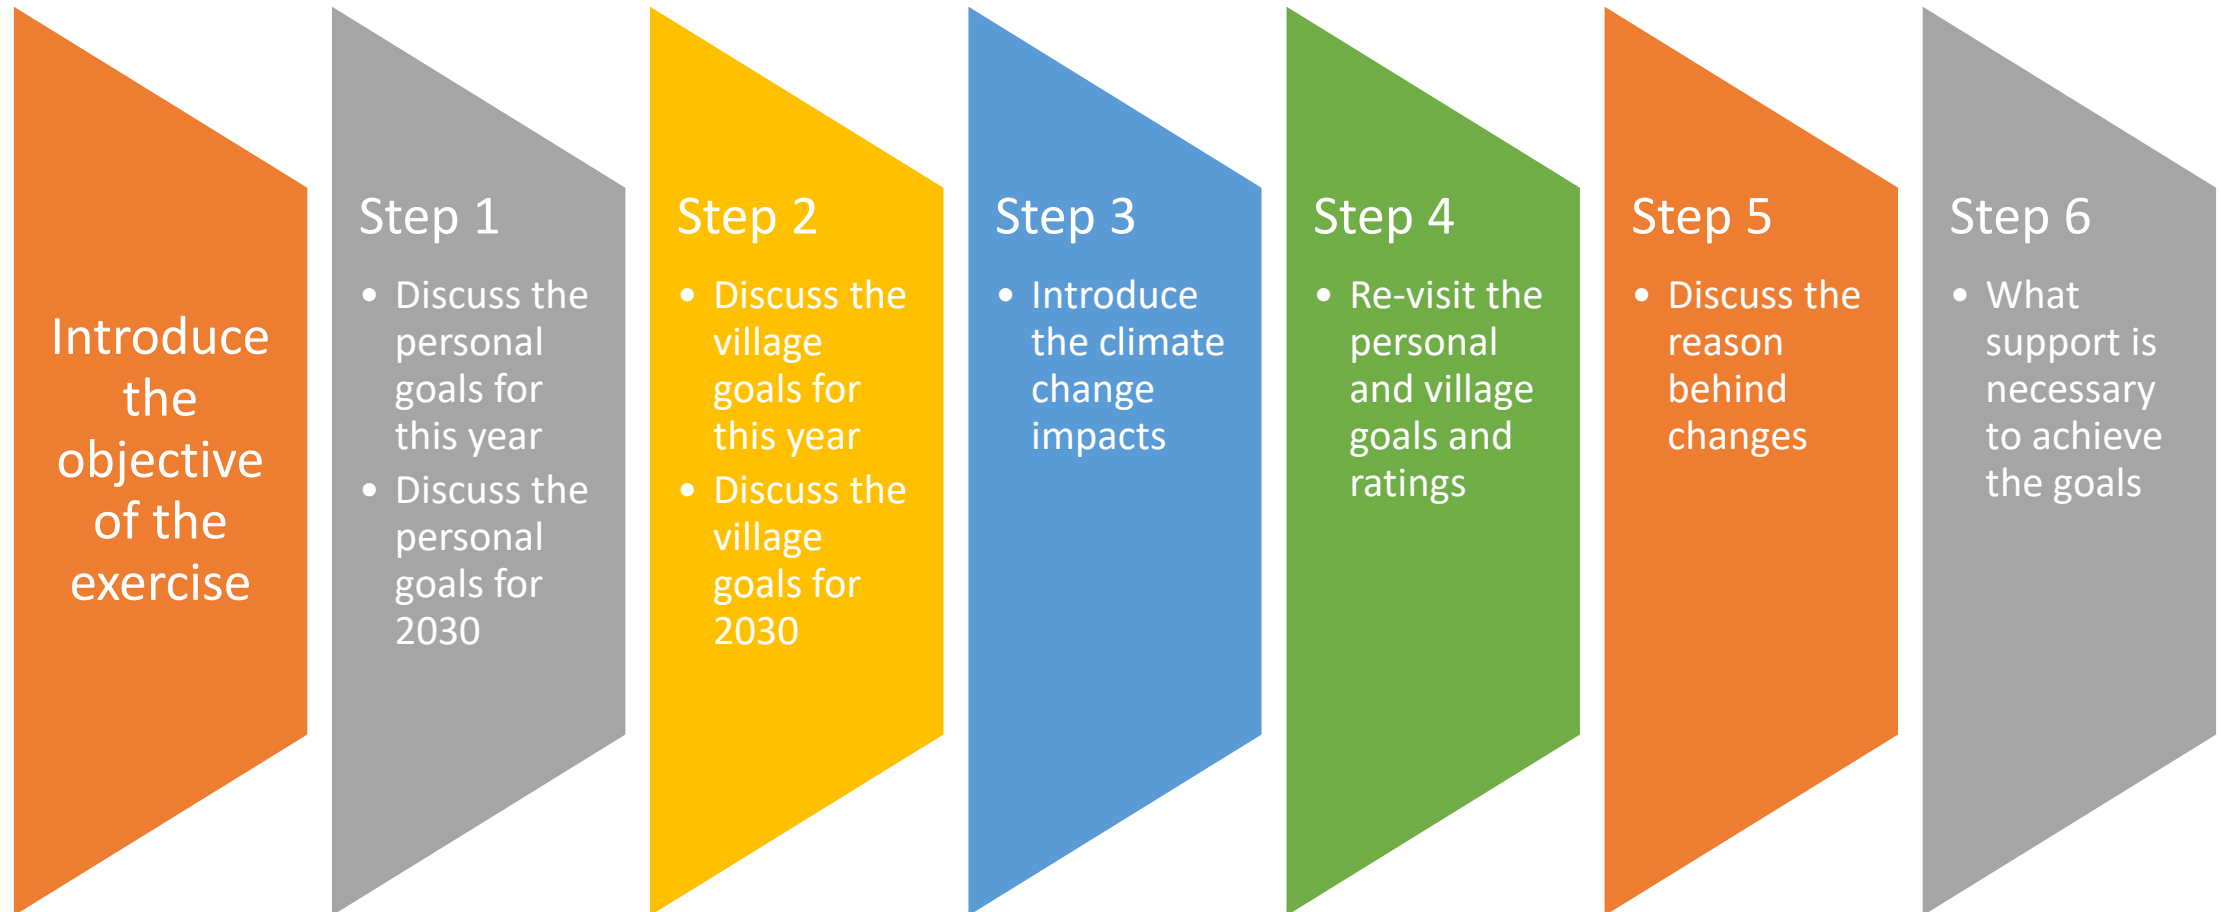 Introduce
the
objective
of the
exercise
Step 1
• Discuss the
personal
goals for
this year
• Discuss the
personal
goals for
2030
Step 2
• Discuss the
village
goals for
this year
• Discuss the
village
goals for
2030
Step 3
• Introduce
the climate
change
impacts
Step 4
• Re-visit the
personal
and village
goals and
ratings
Step 5
• Discuss the
reason
behind
changes
Step 6
• What
support is
necessary
to achieve
the goals